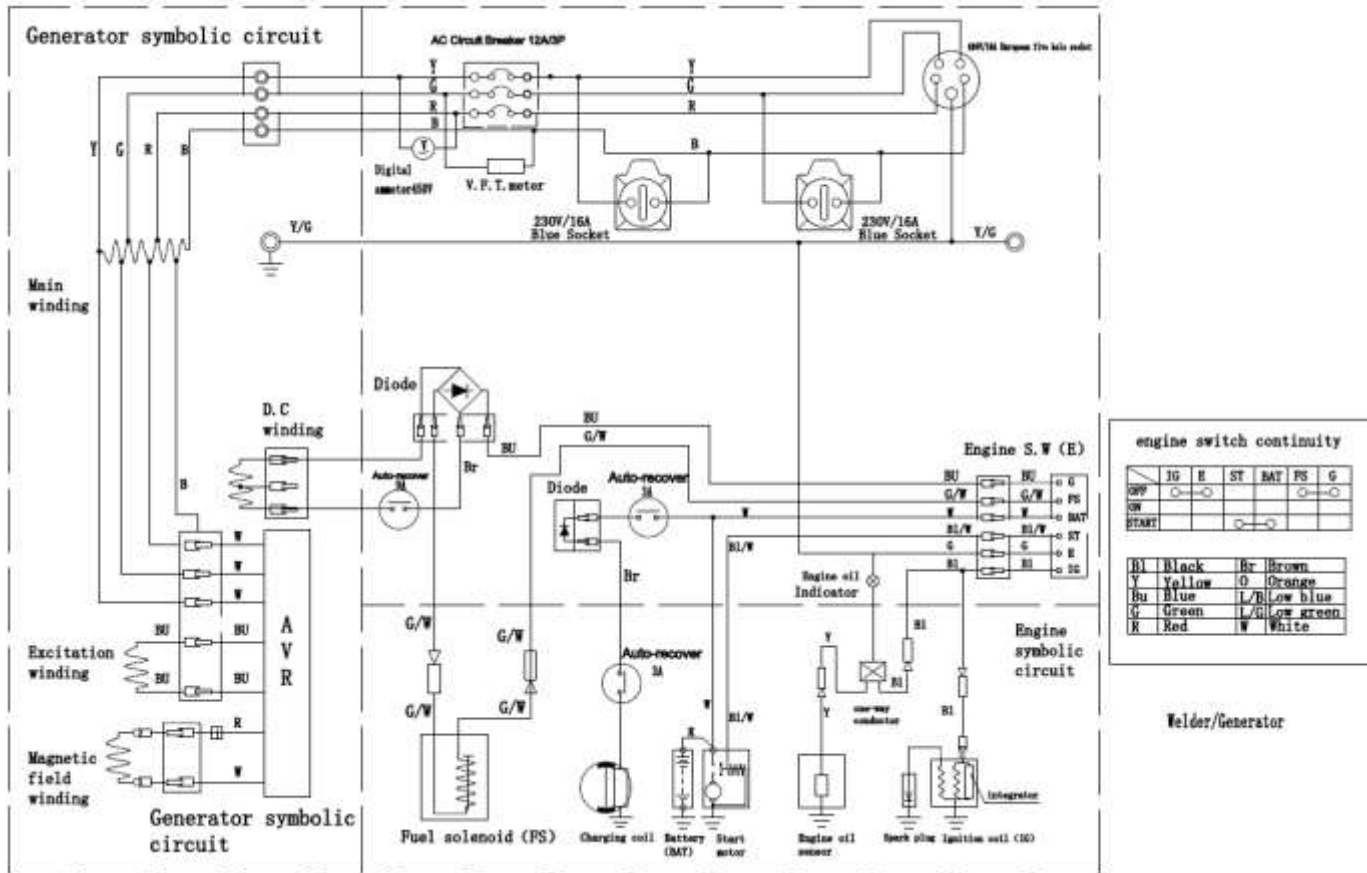 Generator symbolic circuit
AC Circuit Breaker 12A/3P
European five hole socket
Y
G
R
B
Y
G
R
B
Y G R B
Digital
V
V.F.T.meter
230V/16A
Blue Socket
230V/16A
Blue Socket
Y/G
Y/G
Main
winding
Diode
D.C
winding
BU
BU
G/W
Br
Auto-recover
Diode
Auto-recover
Engine S.W (E)
BU BU G
G/W G/W FS
W W W BAT
Bl/W Bl/W ST
G G E
Bl Bl IG
Bl/W
B
W
W
W
Br
Engine oil
Indicator
engine switch continuity
IG E ST BAT FS G
OFF
ON
START
Bl Black Br Brown
Y Yellow O Orange
Bu Blue L/B Low blue
G Green L/G Low green
R Red W White
A
V
R
Excitation
winding
BU BU
BU BU
G/W
G/W
G/W
G/W
Auto-recover
3A
Y
Y
Bl
Bl
Bl
one-way
conductor
Engine
symbolic
circuit
W
Bl/W
Magnetic
field
winding
R
W
integrator
Welder/Generator
Generator symbolic
circuit
Fuel solenoid (FS)
Charging coil
Battery
(BAT)
Start
motor
Engine oil
sensor
Spark plug
Ignition coil (IG)